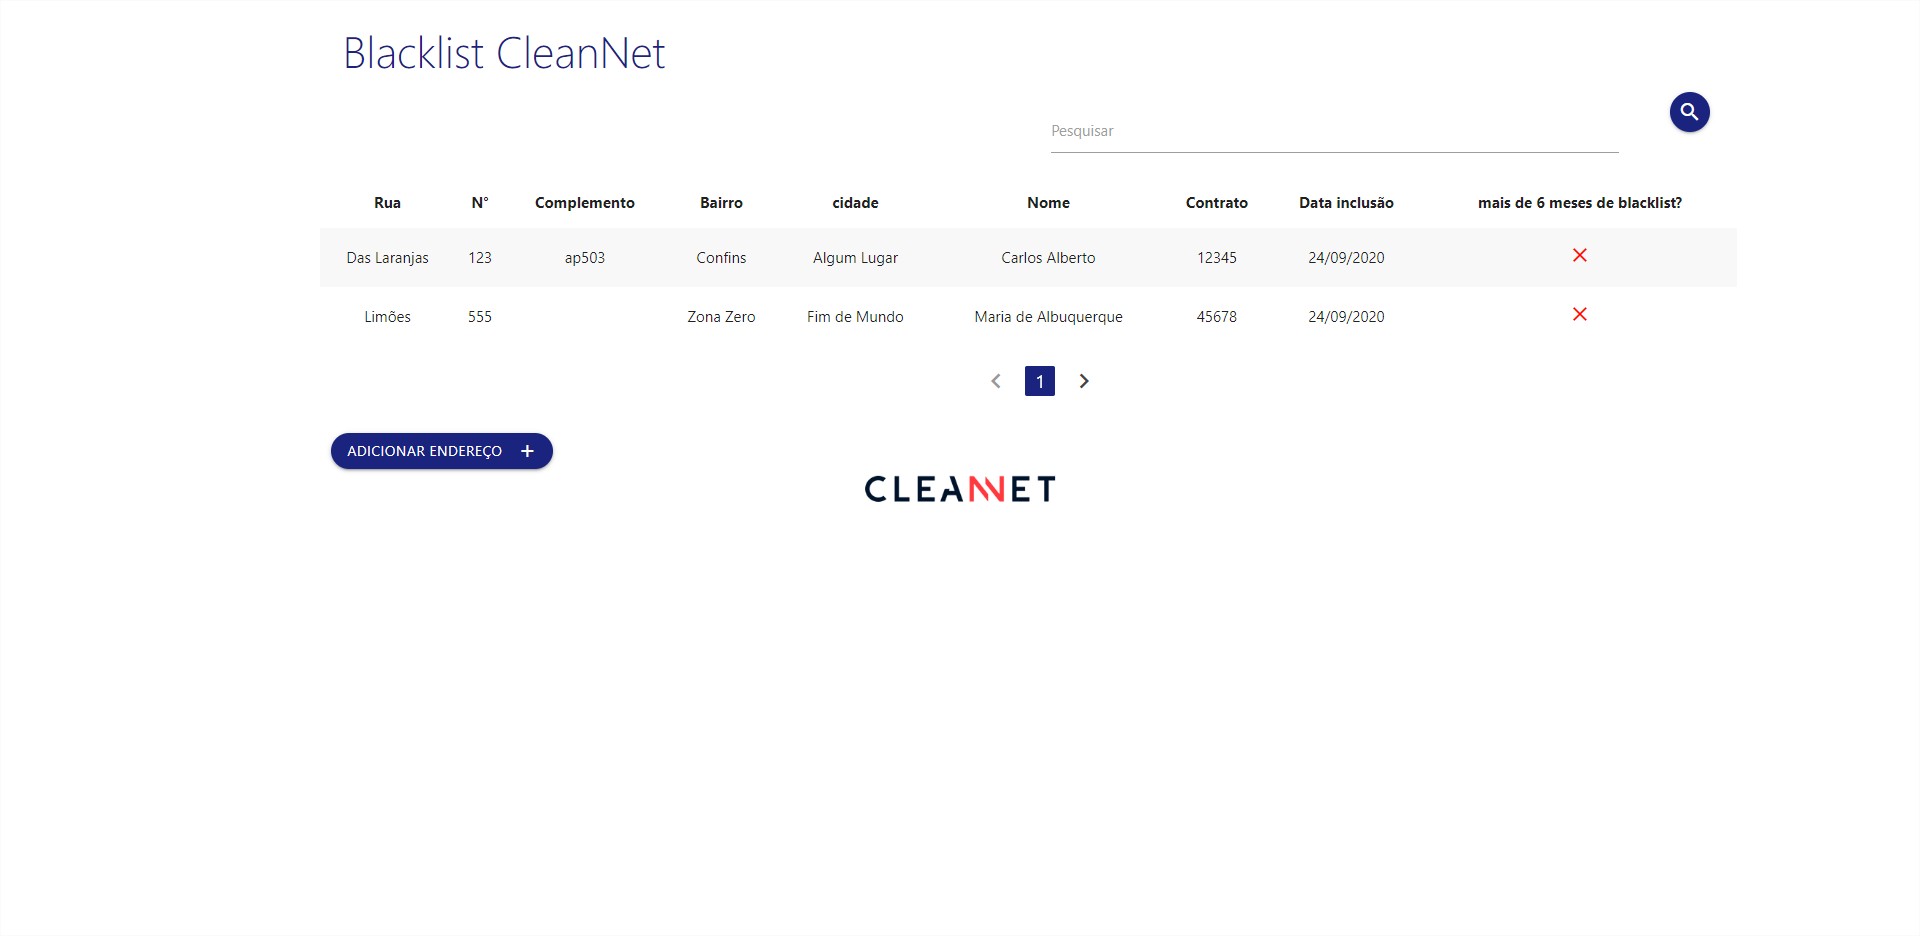 Blacklist CleanNet
Pesquisar
Rua N° Complemento Bairro cidade Nome Contrato Data inclusão mais de 6 meses de blacklist?
Das Laranjas 123 ap503 Confins Algum Lugar Carlos Alberto 12345 24/09/2020
Limões 555 Zona Zero Fim de Mundo Maria de Albuquerque 45678 24/09/2020
1
ADICIONAR ENDEREÇO +
CLEANNET